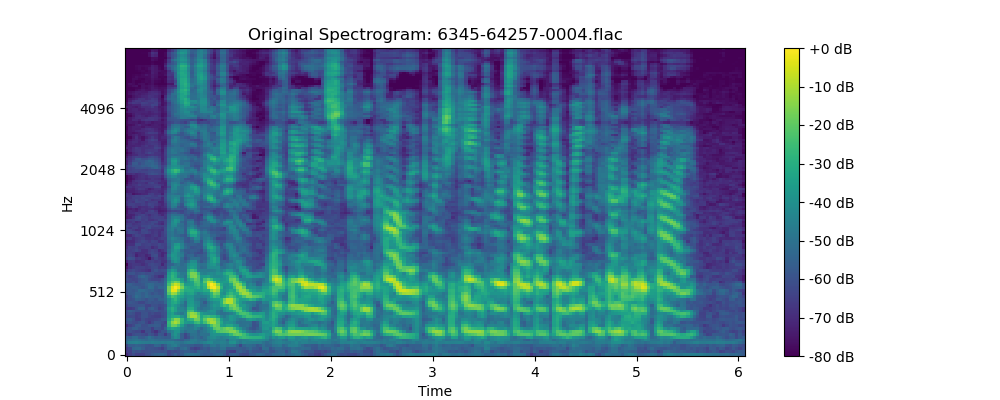 Original Spectrogram: 6345-64257-0004.flac
Hz
4096
2048
1024
512
0
0 1 2 3 4 5 6
Time
+0 dB
-10 dB
-20 dB
-30 dB
-40 dB
-50 dB
-60 dB
-70 dB
-80 dB